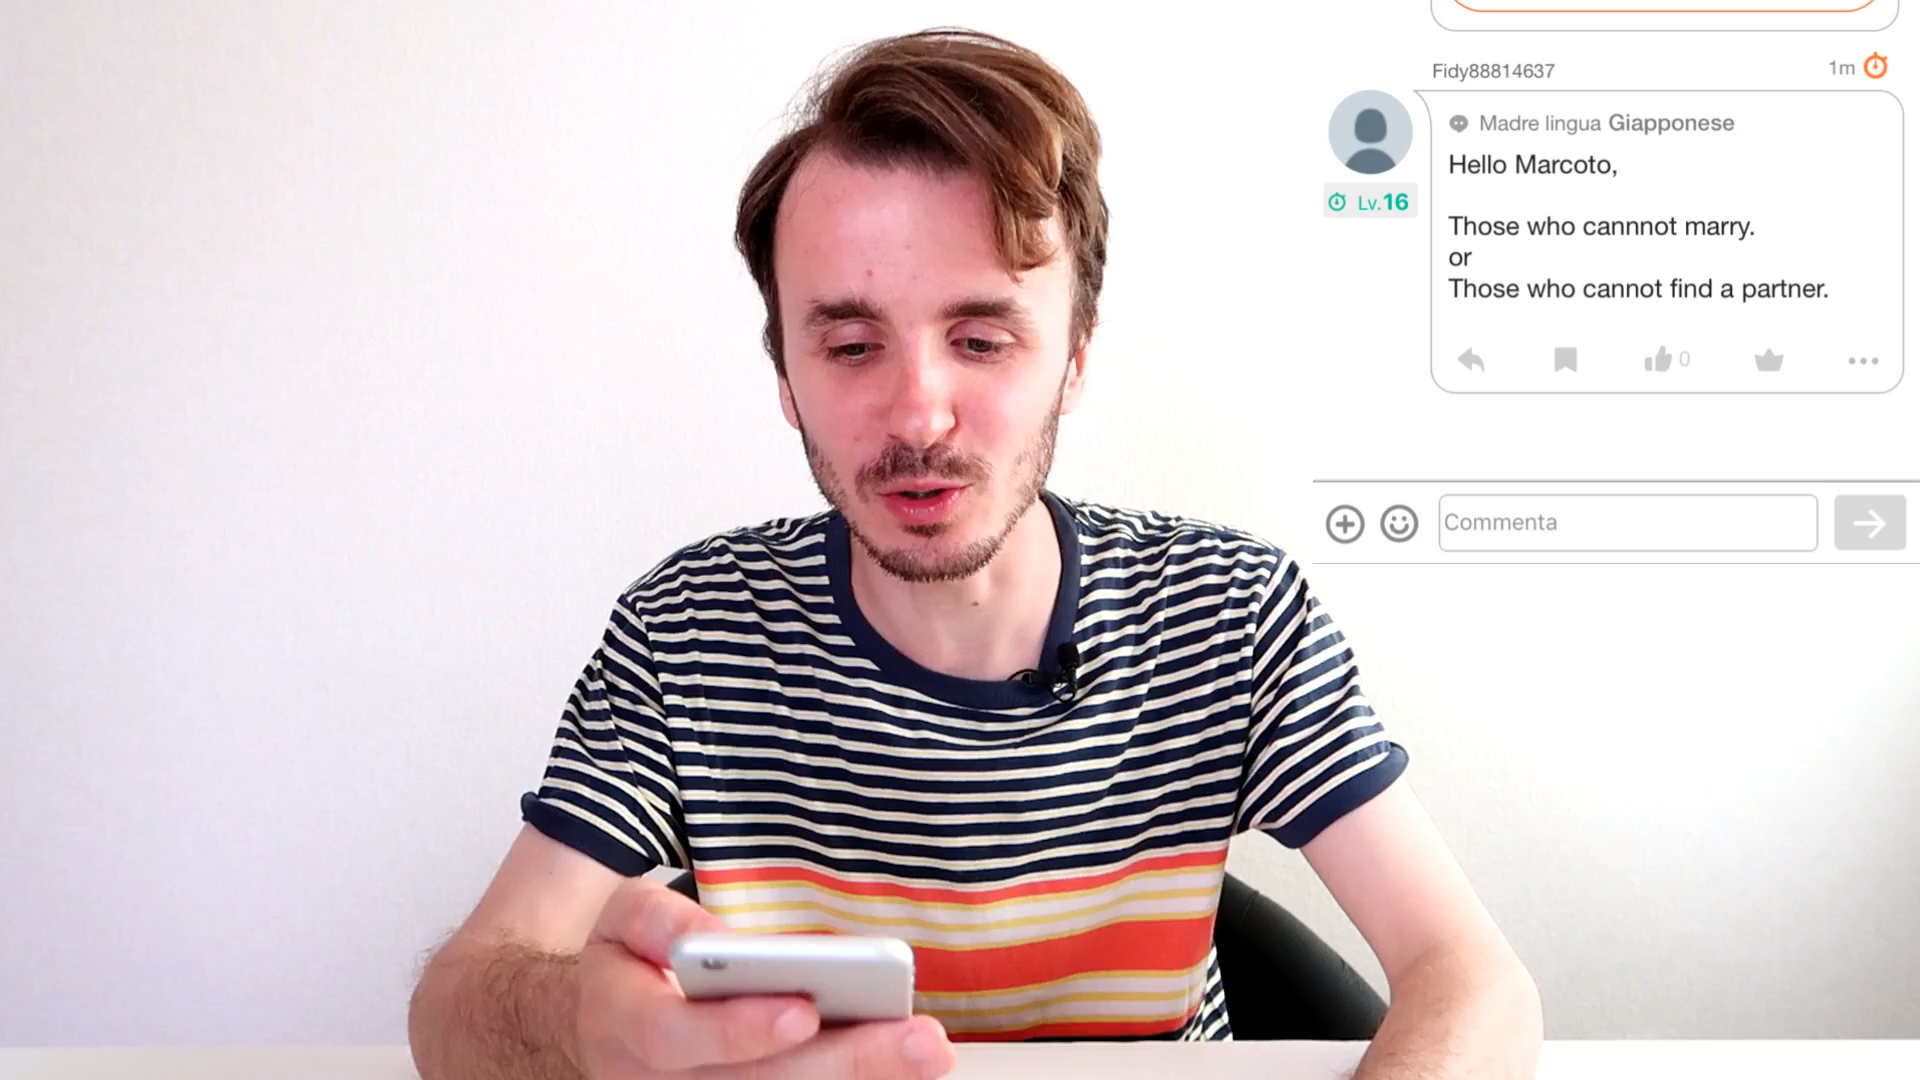 Fidy88814637
1m
Madre lingua Giapponese
Lv.16
Hello Marcoto,
Those who cannnot marry.
or
Those who cannot find a partner.
0
Commenta